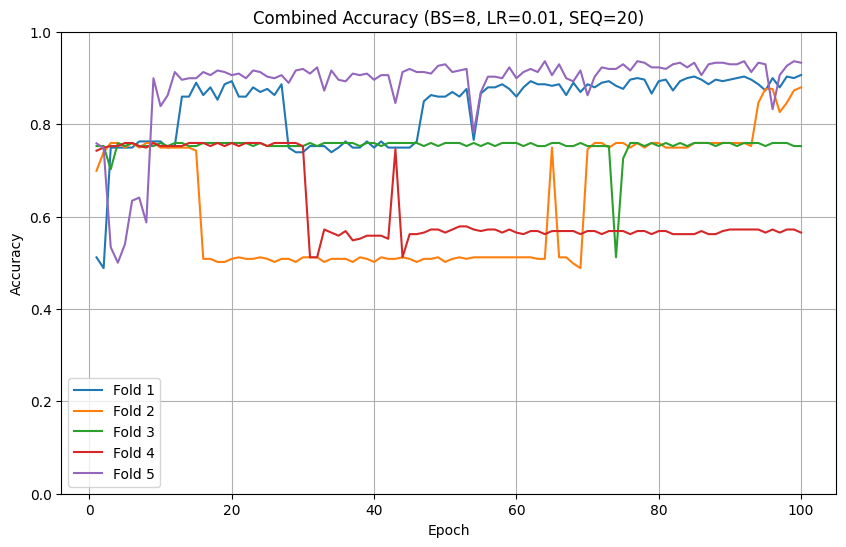 Combined Accuracy (BS=8, LR=0.01, SEQ=20)
1.0
0.8
0.6
0.4
0.2
0.0
Accuracy
Fold 1
Fold 2
Fold 3
Fold 4
Fold 5
0 20 40 60 80 100
Epoch